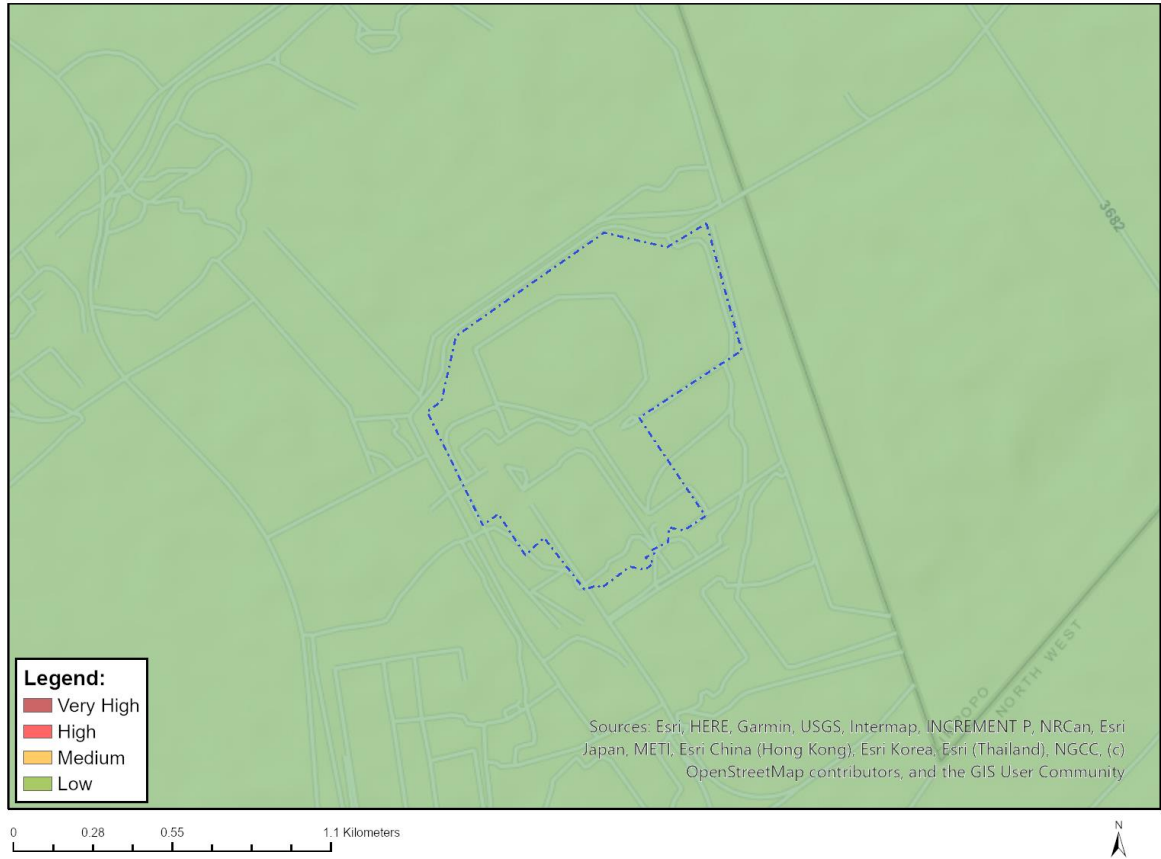 3682
NORTH WEST
Legend:
Very High
High
Medium
Low
Sources: Esri, HERE, Garmin, USGS, Intermap, INCREMENT P, NRCan, Esri
Japan, METI, Esri China (Hong Kong), Esri Korea, Esri (Thailand), NGCC, (c)
OpenStreetMap contributors, and the GIS User Community
0 0.28 0.55 1.1 Kilometers
N